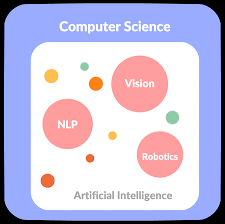 Computer Science
Vision
NLP
Robotics
Artificial Intelligence